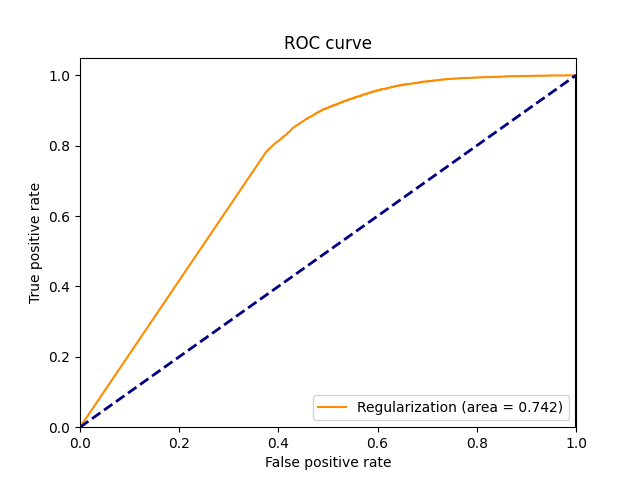 ROC curve
True positive rate
1.0
0.8
0.6
0.4
0.2
0.0
Regularization (area = 0.742)
0.0 0.2 0.4 0.6 0.8 1.0
False positive rate